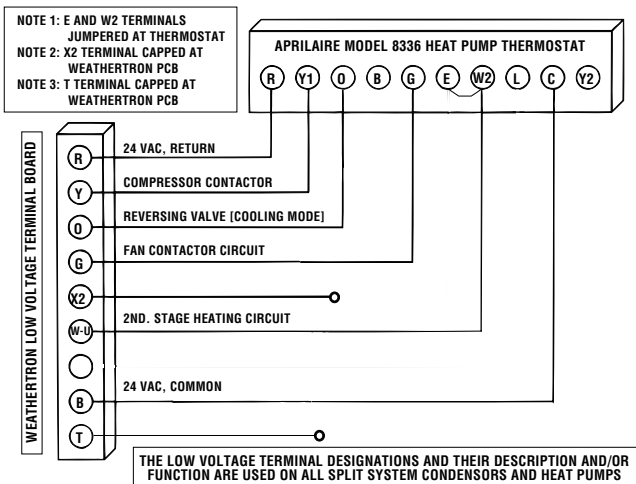 NOTE 1: E AND W2 TERMINALS
JUMPERED AT THERMOSTAT
NOTE 2: X2 TERMINAL CAPPED AT
WEATHERTRON PCB
NOTE 3: T TERMINAL CAPPED AT
WEATHERTRON PCB
APRILAIRE MODEL 8336 HEAT PUMP THERMOSTAT
R Y1 O B G E W2 L C Y2
WEATHERTRON LOW VOLTAGE TERMINAL BOARD
R 24 VAC, RETURN
Y COMPRESSOR CONTACTOR
O REVERSING VALVE [COOLING MODE]
G FAN CONTACTOR CIRCUIT
X2
W-U 2ND. STAGE HEATING CIRCUIT
B 24 VAC, COMMON
T
THE LOW VOLTAGE TERMINAL DESIGNATIONS AND THEIR DESCRIPTION AND/OR
FUNCTION ARE USED ON ALL SPLIT SYSTEM CONDENSORS AND HEAT PUMPS